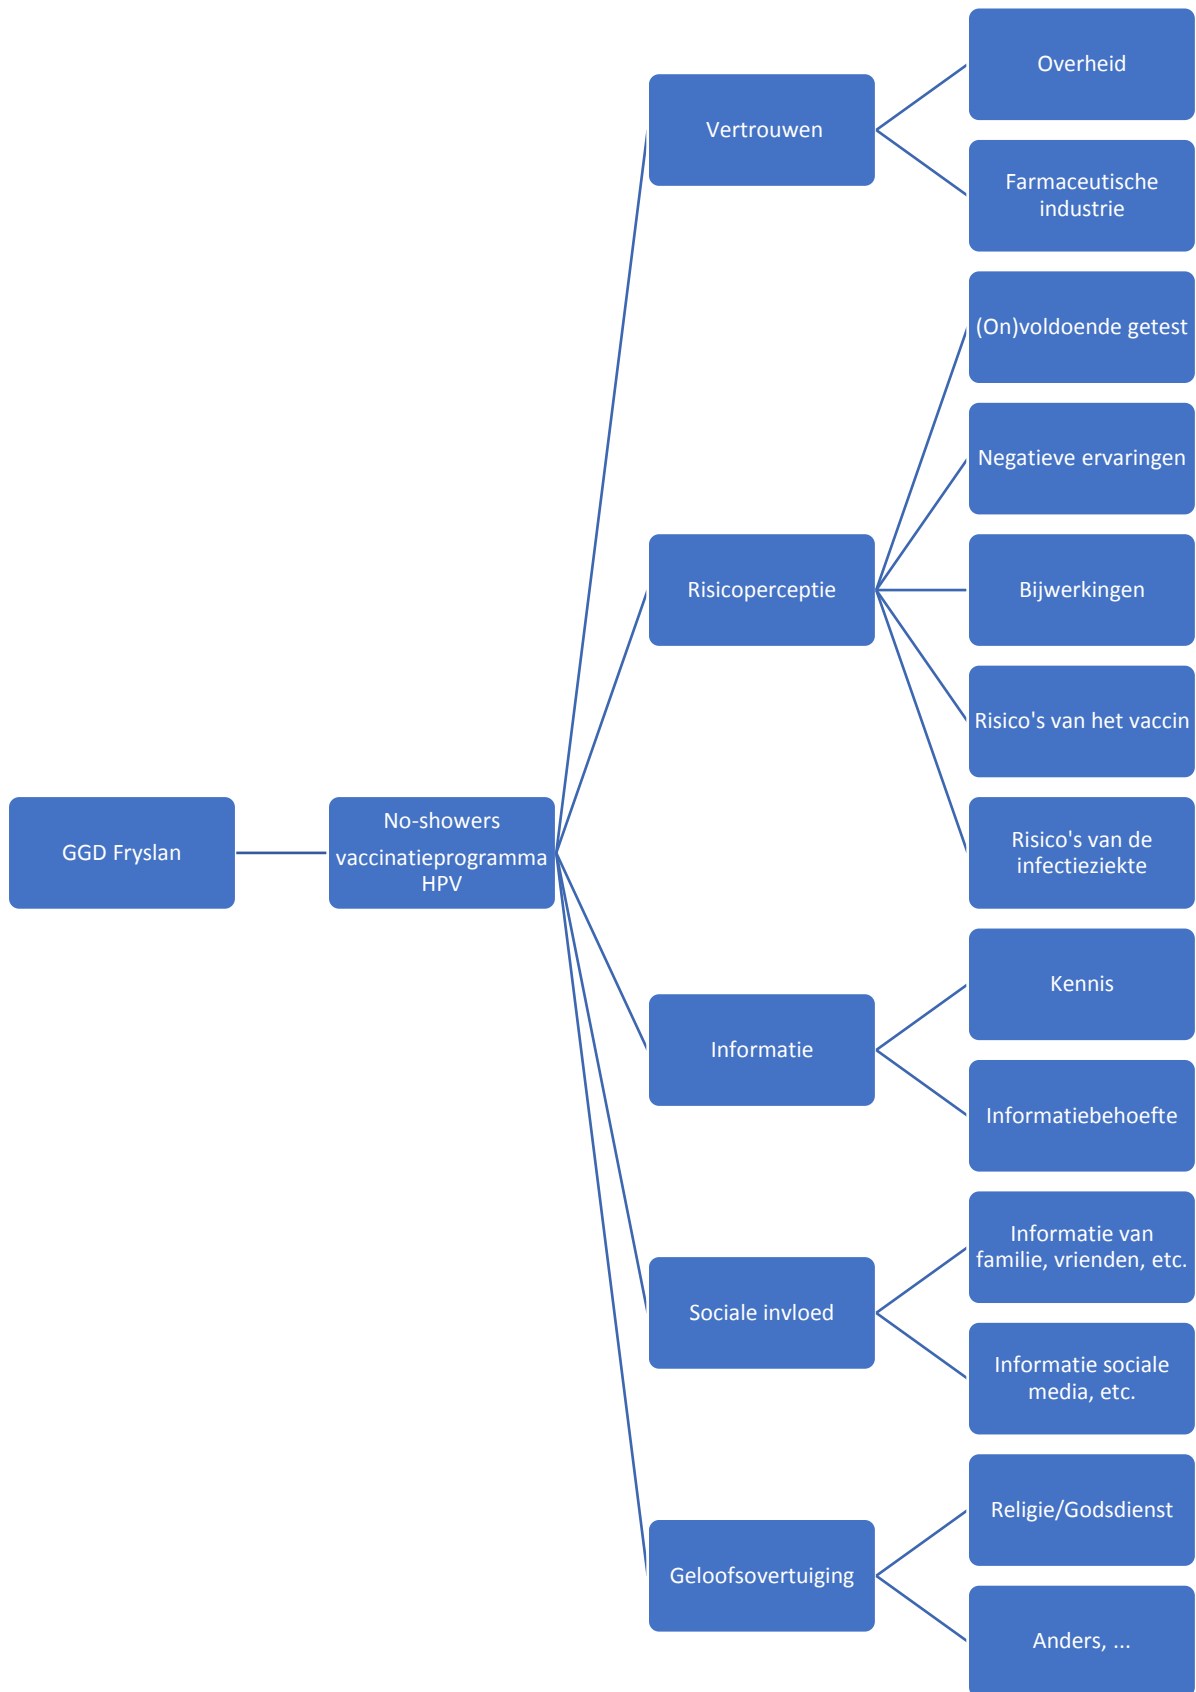 GGD Fryslan
No-showers
vaccinatieprogramma
HPV
Vertrouwen
Overheid
Farmaceutische
industrie
Risicoperceptie
(On)voldoende getest
Negatieve ervaringen
Bijwerkingen
Risico's van het vaccin
Risico's van de
infectieziekte
Informatie
Kennis
Informatiebehoefte
Sociale invloed
Informatie van
familie, vrienden, etc.
Informatie sociale
media, etc.
Geloofsovertuiging
Religie/Godsdienst
Anders, ...